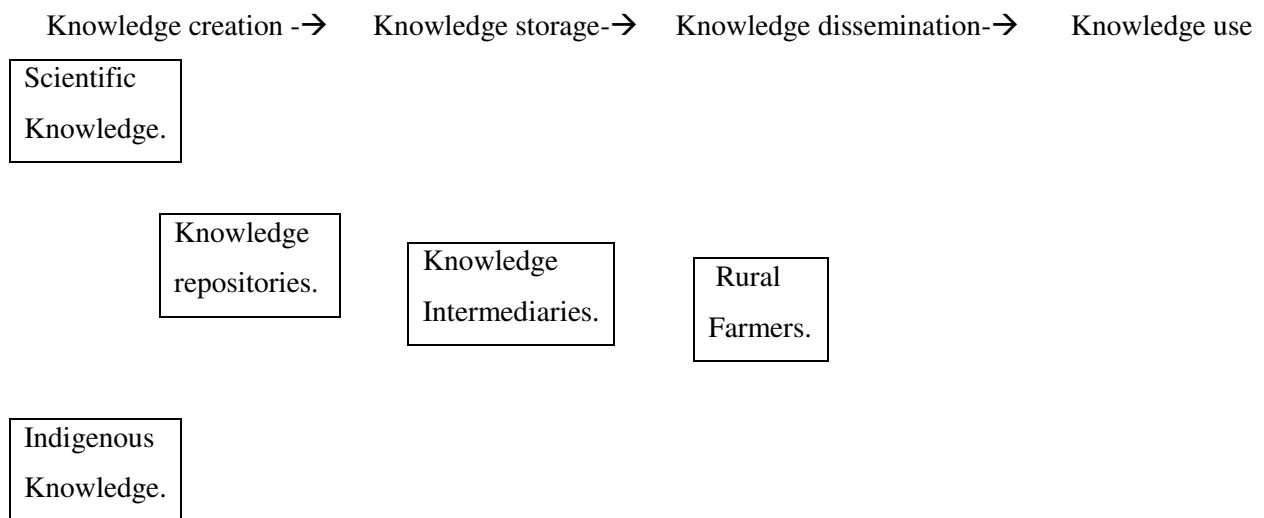 Knowledge creation -→ Knowledge storage-→ Knowledge dissemination-→ Knowledge use
Scientific
Knowledge.
Knowledge
repositories.
Knowledge
Intermediaries.
Rural
Farmers.
Indigenous
Knowledge.